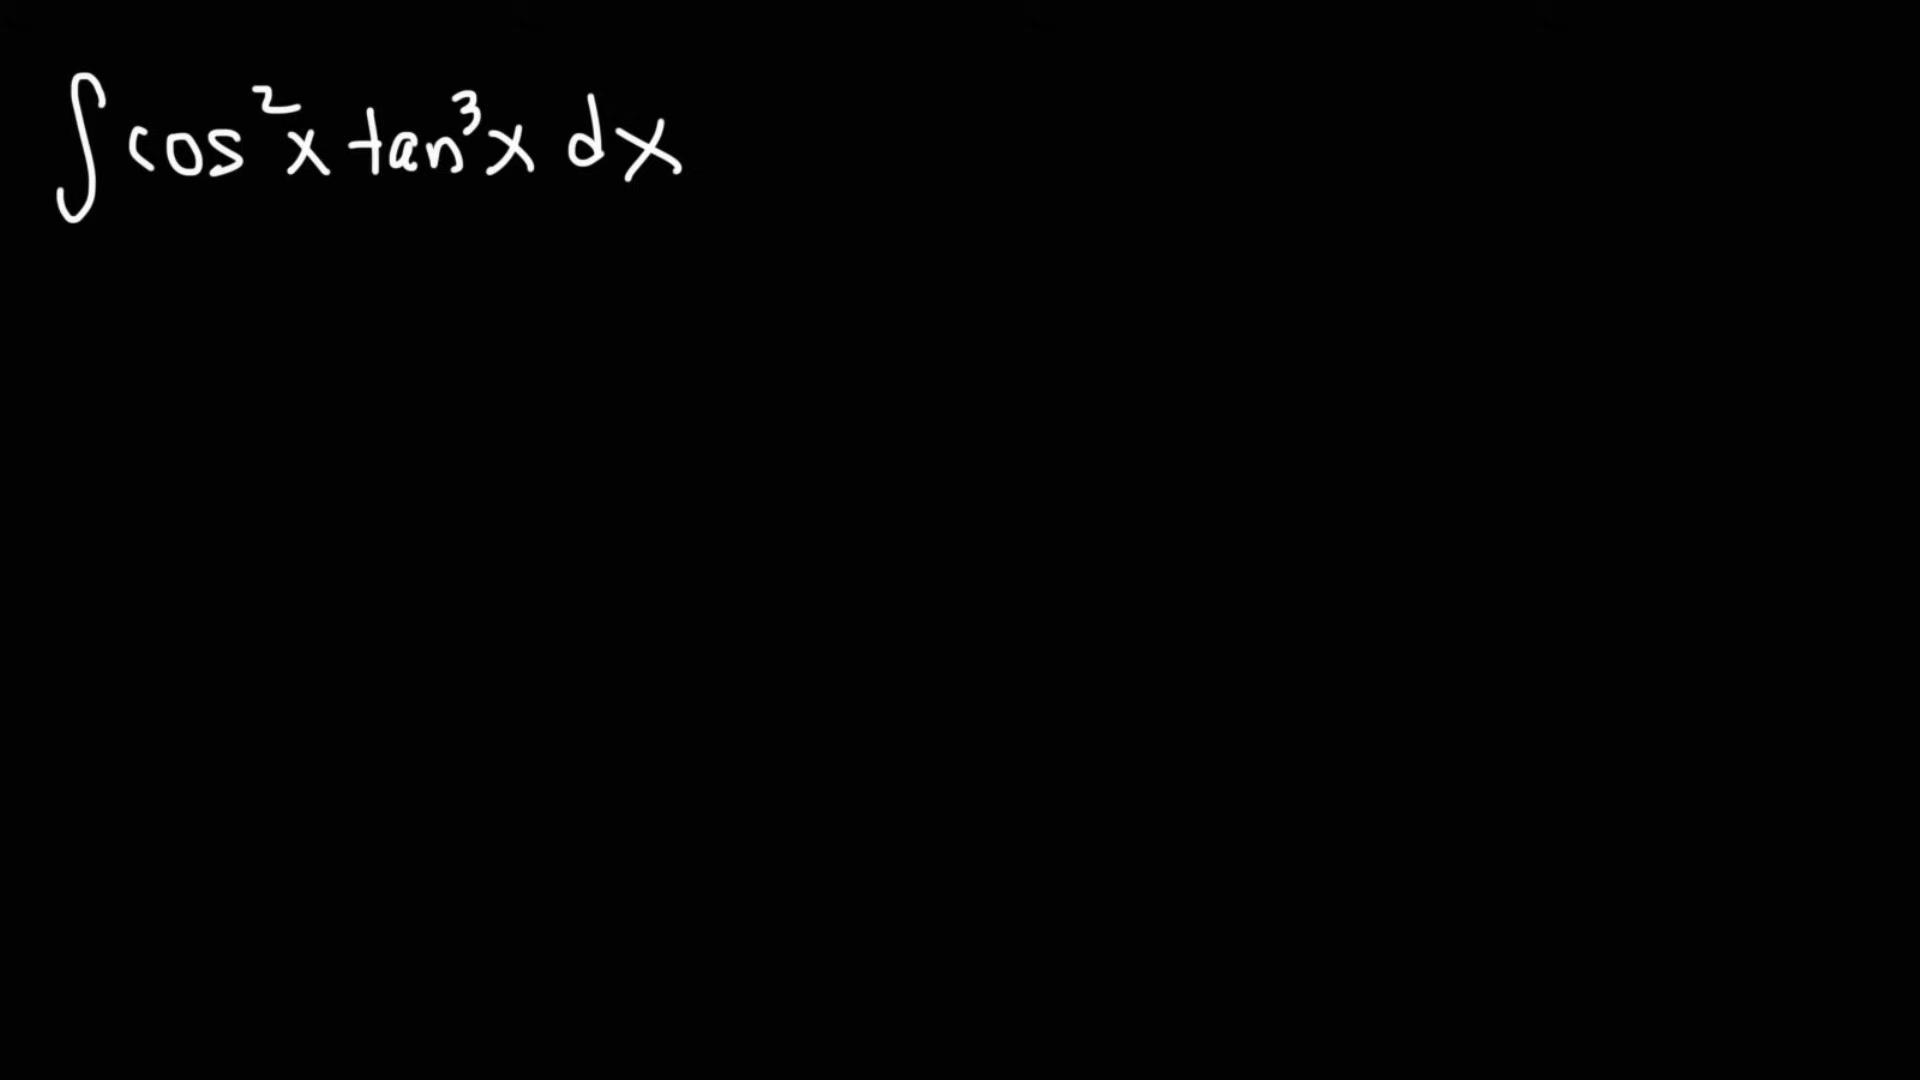 ∫cos²x tan³x dx